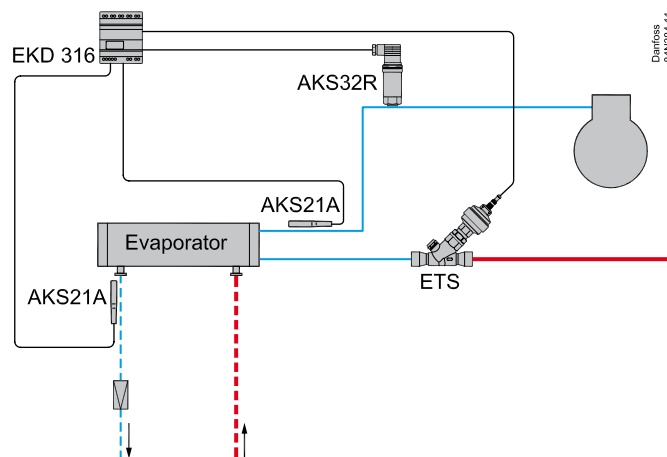 Danfoss
EKD 316
AKS32R
AKS21A
Evaporator
AKS21A
ETS